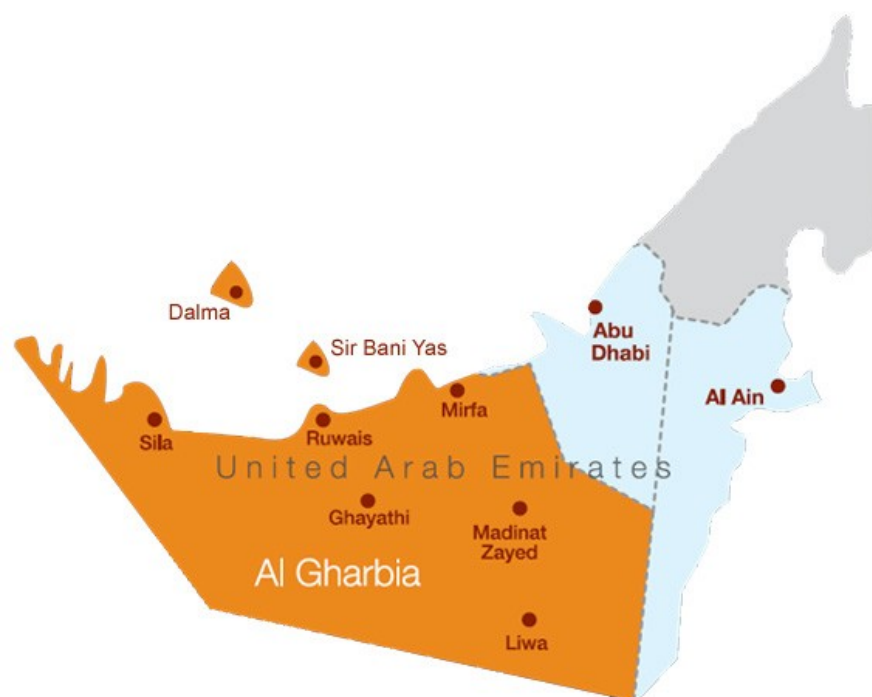 Dalma
Sir Bani Yas
Abu
Dhabi
Al Ain
Mirfa
Sila
Ruwais
United Arab Emirates
Ghayathi
Madinat
Zayed
Al Gharbia
Liwa